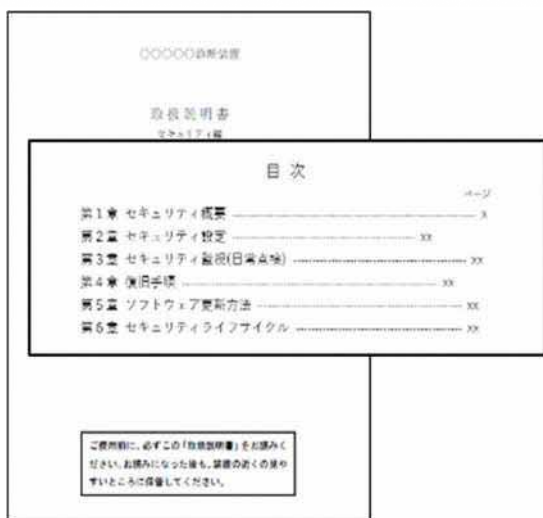 ○○○○○診断装置
取扱説明書
セキュリティ編
目 次
ページ
第1章 セキュリティ概要 ---------- x
第2章 セキュリティ設定 ---------- xx
第3章 セキュリティ監視(日常点検) ---------- xx
第4章 復旧手順 ---------- xx
第5章 ソフトウェア更新方法 ---------- xx
第6章 セキュリティライフサイクル ---------- xx
ご使用前に、必ずこの「取扱説明書」をお読みく
ださい。お読みになった後も、装置の近くの見や
すいところに保管してください。